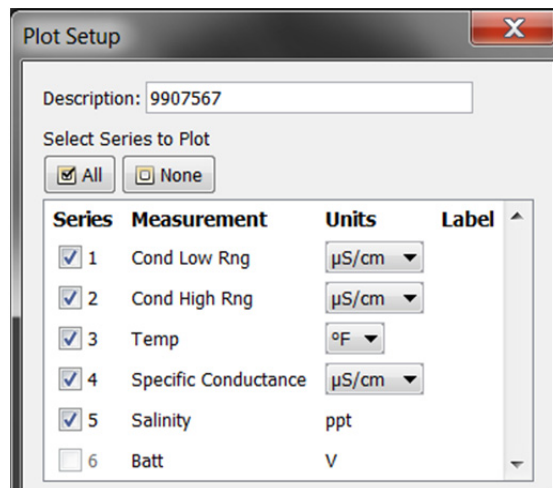 Plot Setup
X
Description: 9907567
Select Series to Plot
All None
Series Measurement Units Label
1 Cond Low Rng µS/cm
2 Cond High Rng µS/cm
3 Temp ºF
4 Specific Conductance µS/cm
5 Salinity ppt
6 Batt V